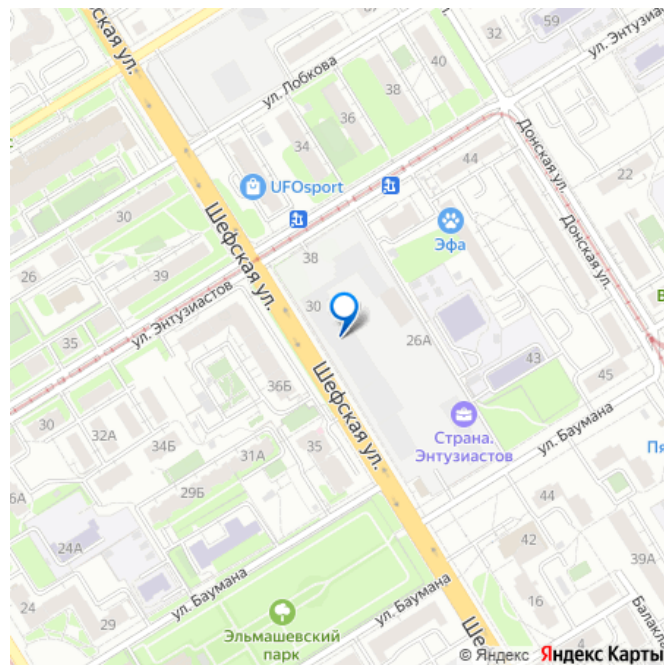 Шефская ул.
59
32
ул. Энтузиастов
40
ул. Лобкова
36
38
34
44
Донская ул.
22
UFOsport
30
Шефская ул.
Эфа
Донская ул.
26
39
38
ул. Энтузиастов
30
35
26А
43
45
36Б
Шефская ул.
Страна.
Энтузиастов
ул. Баумана
30
32А
34Б
31А
35
29Б
44
24А
42
39А
24
29
ул. Баумана
ул. Баумана
16
Эльмашевский
парк
© Яндекс Яндекс Карты